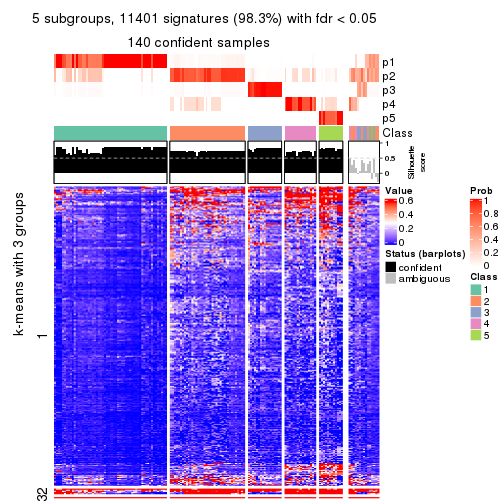 5 subgroups, 11401 signatures (98.3%) with fdr < 0.05
140 confident samples
p1
p2
p3
p4
p5
Class
1
0.5
0
Silhouette
score
k-means with 3 groups
1
3
2
Value
0.6
0.4
0.2
0
Status (barplots)
confident
ambiguous
Prob
1
0.8
0.6
0.4
0.2
0
Class
1
2
3
4
5